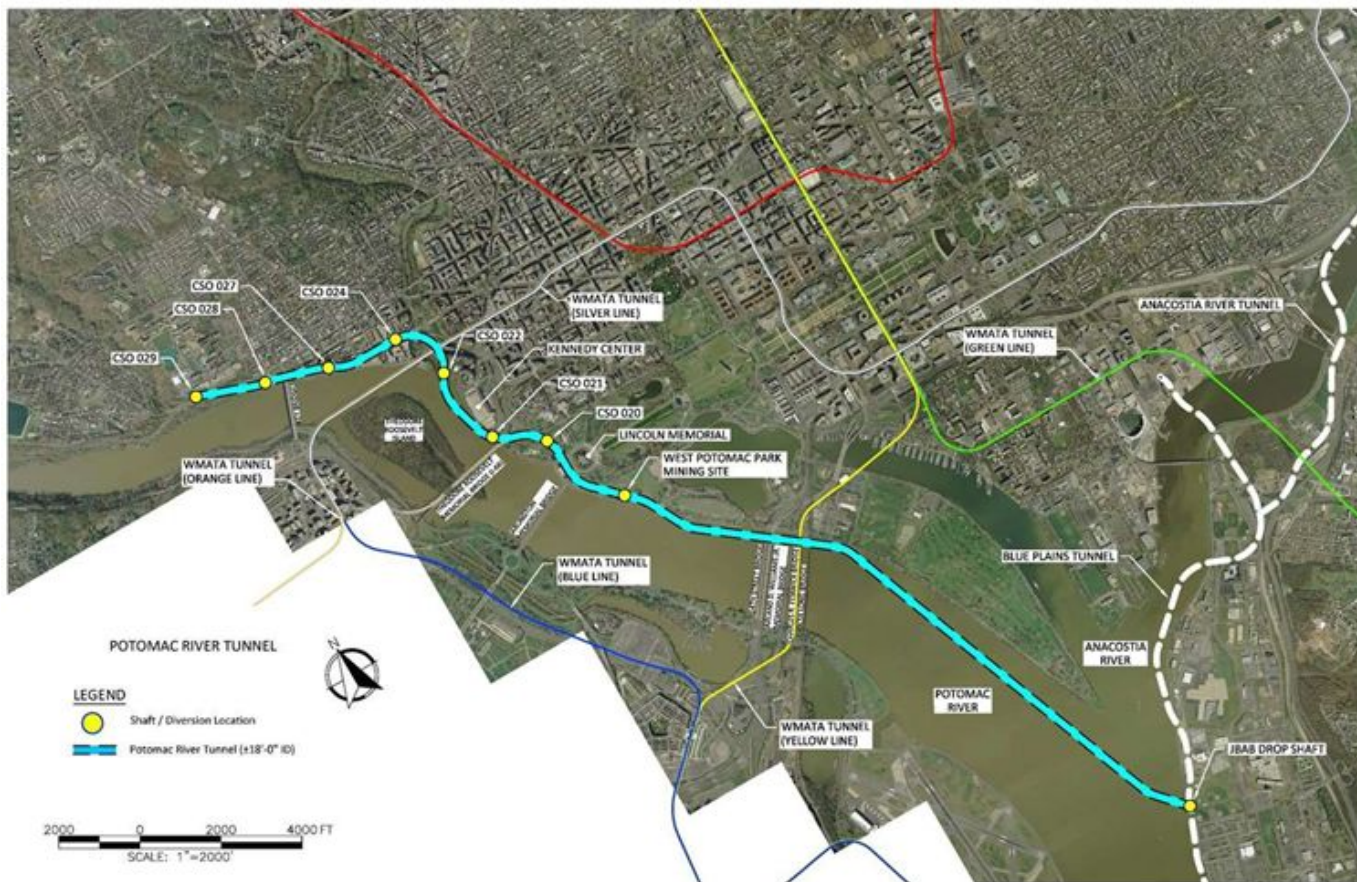 CSO 029
CSO 028
CSO 027
CSO 024
WMATA TUNNEL
(SILVER LINE)
CSO 022
KENNEDY CENTER
CSO 021
CSO 020
LINCOLN MEMORIAL
WEST POTOMAC PARK
MINING SITE
WMATA TUNNEL
(GREEN LINE)
ANACOSTIA RIVER TUNNEL
WMATA TUNNEL
(ORANGE LINE)
ROOSEVELT
ISLAND
WMATA TUNNEL
(BLUE LINE)
BLUE PLAINS TUNNEL
ANACOSTIA
RIVER
POTOMAC
RIVER
WMATA TUNNEL
(YELLOW LINE)
JBAB DROP SHAFT
POTOMAC RIVER TUNNEL
N
LEGEND
Shaft / Diversion Location
Potomac River Tunnel (±18'-0" ID)
2000 0 2000 4000 FT
SCALE: 1"=2000'